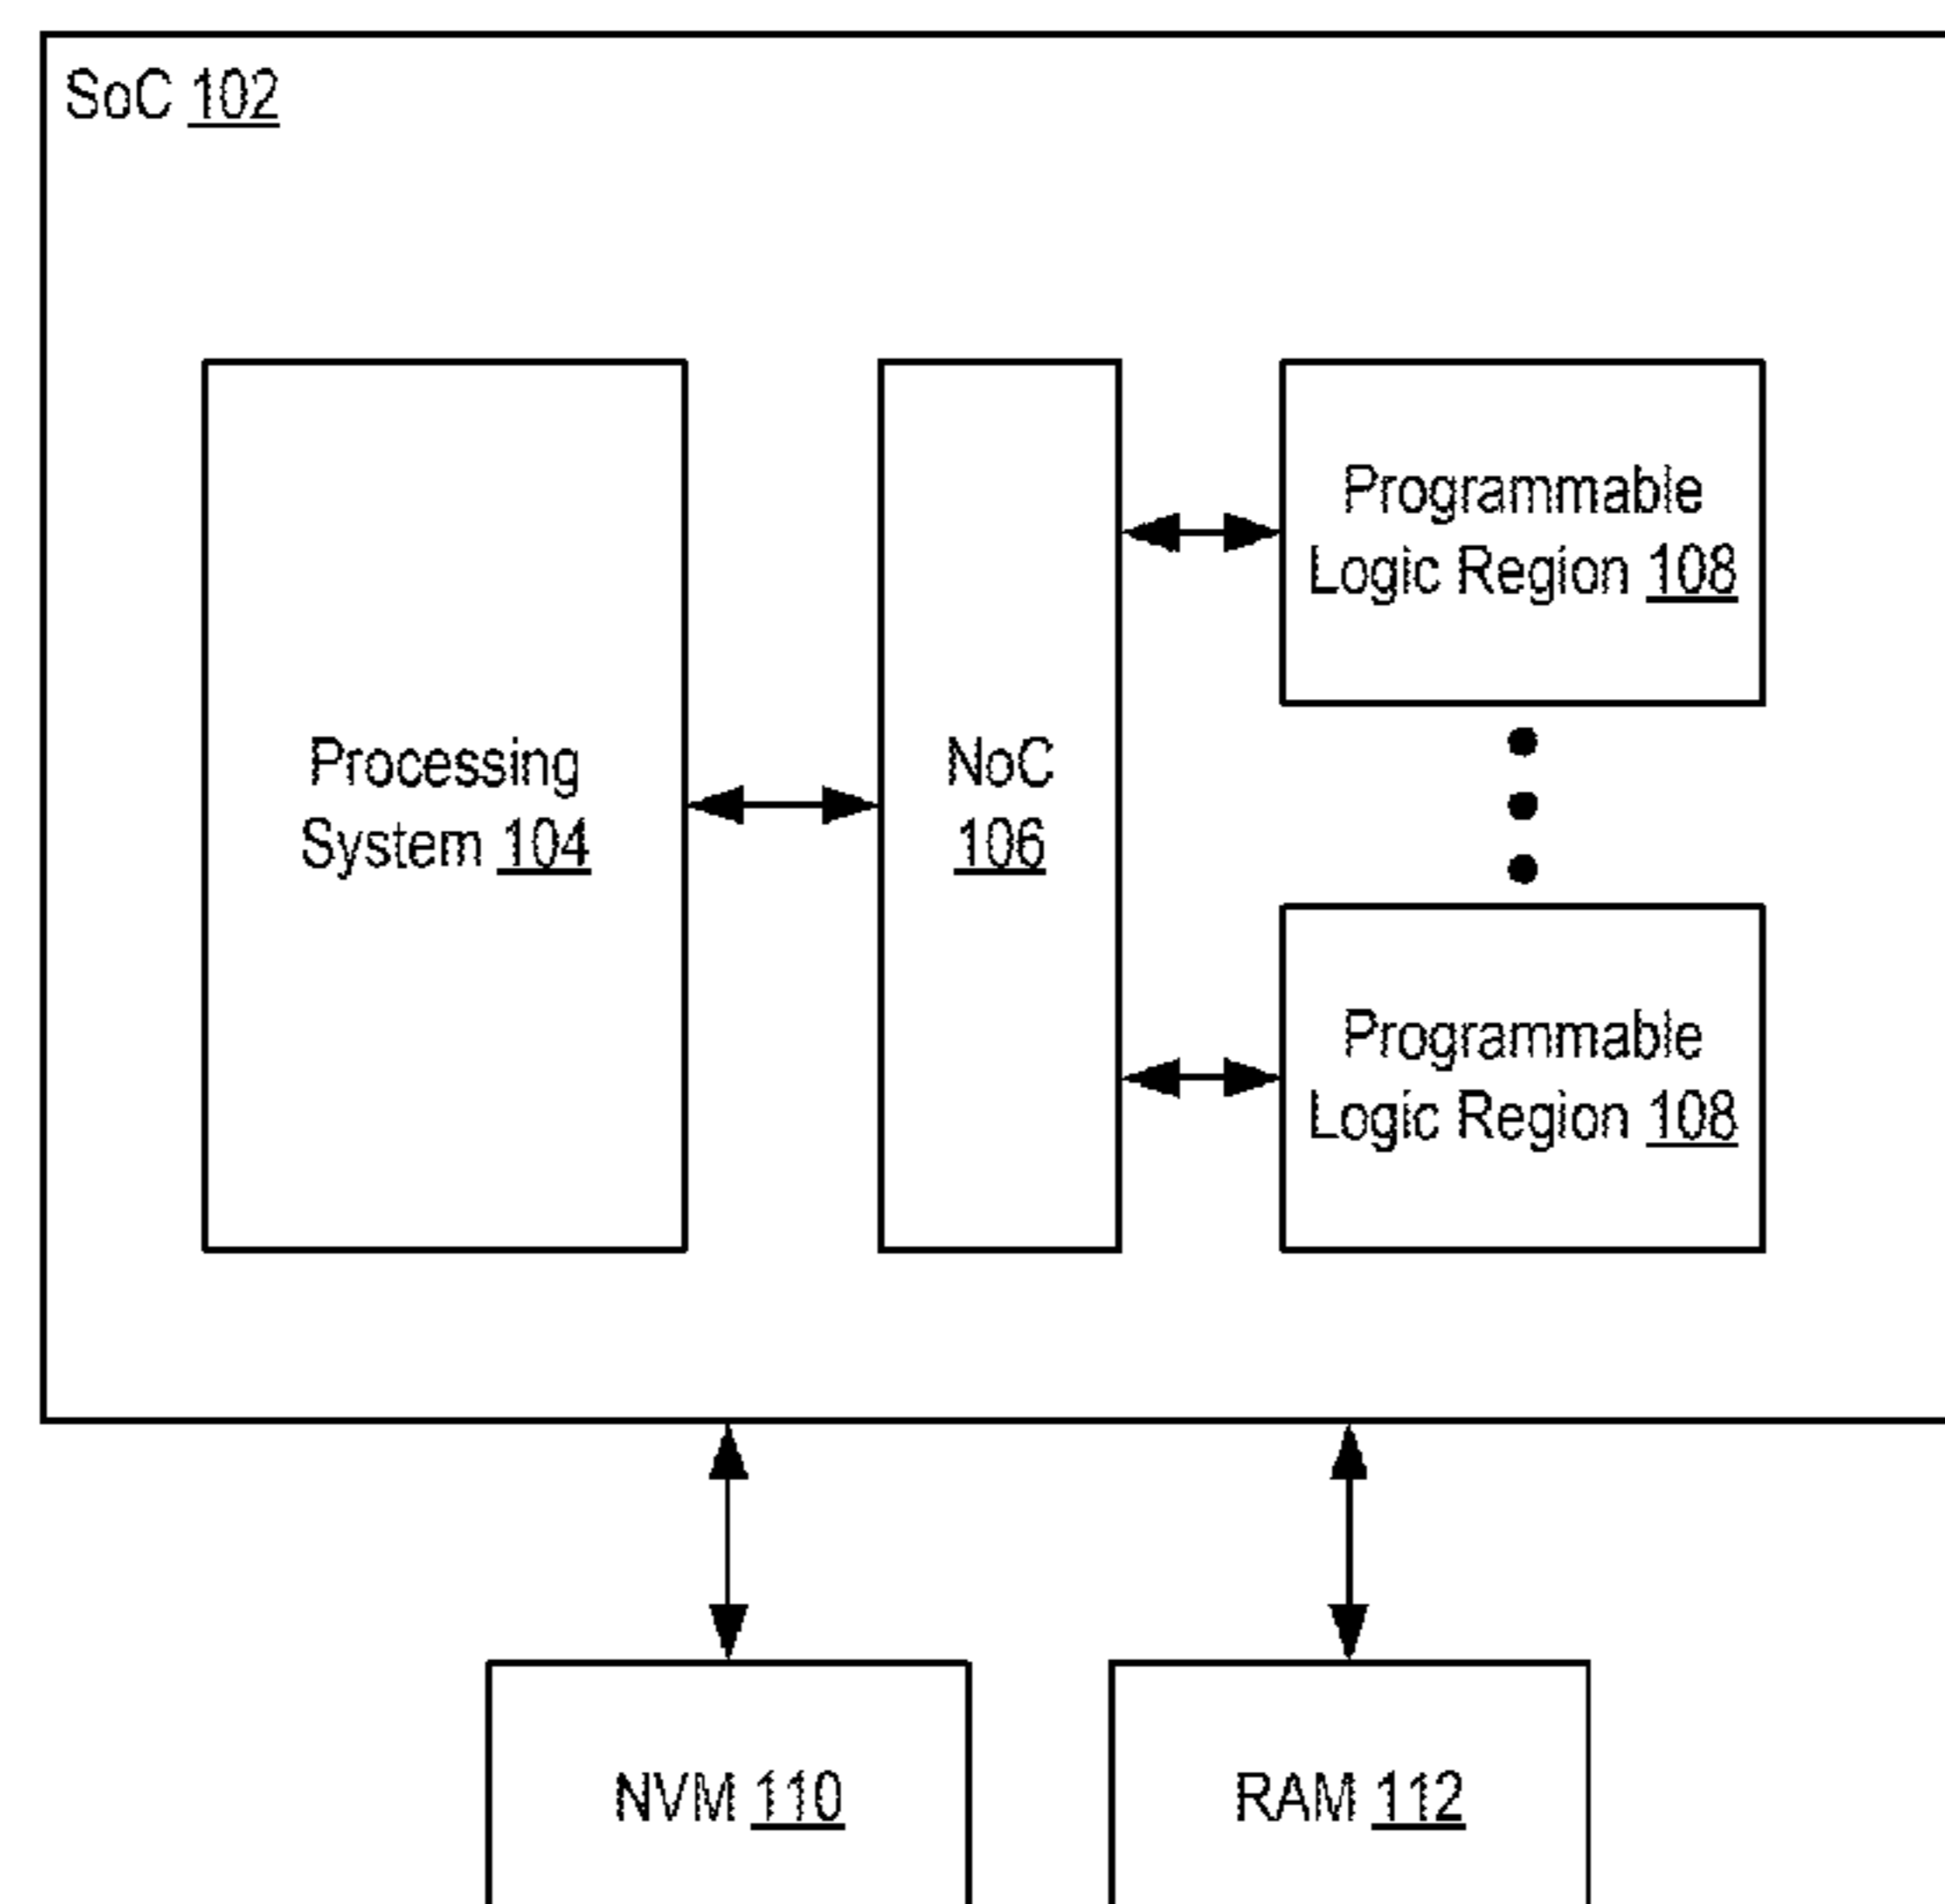 SoC 102
Programmable
Logic Region 108
Processing
System 104
NoC
106
Programmable
Logic Region 108
NVM 110
RAM 112